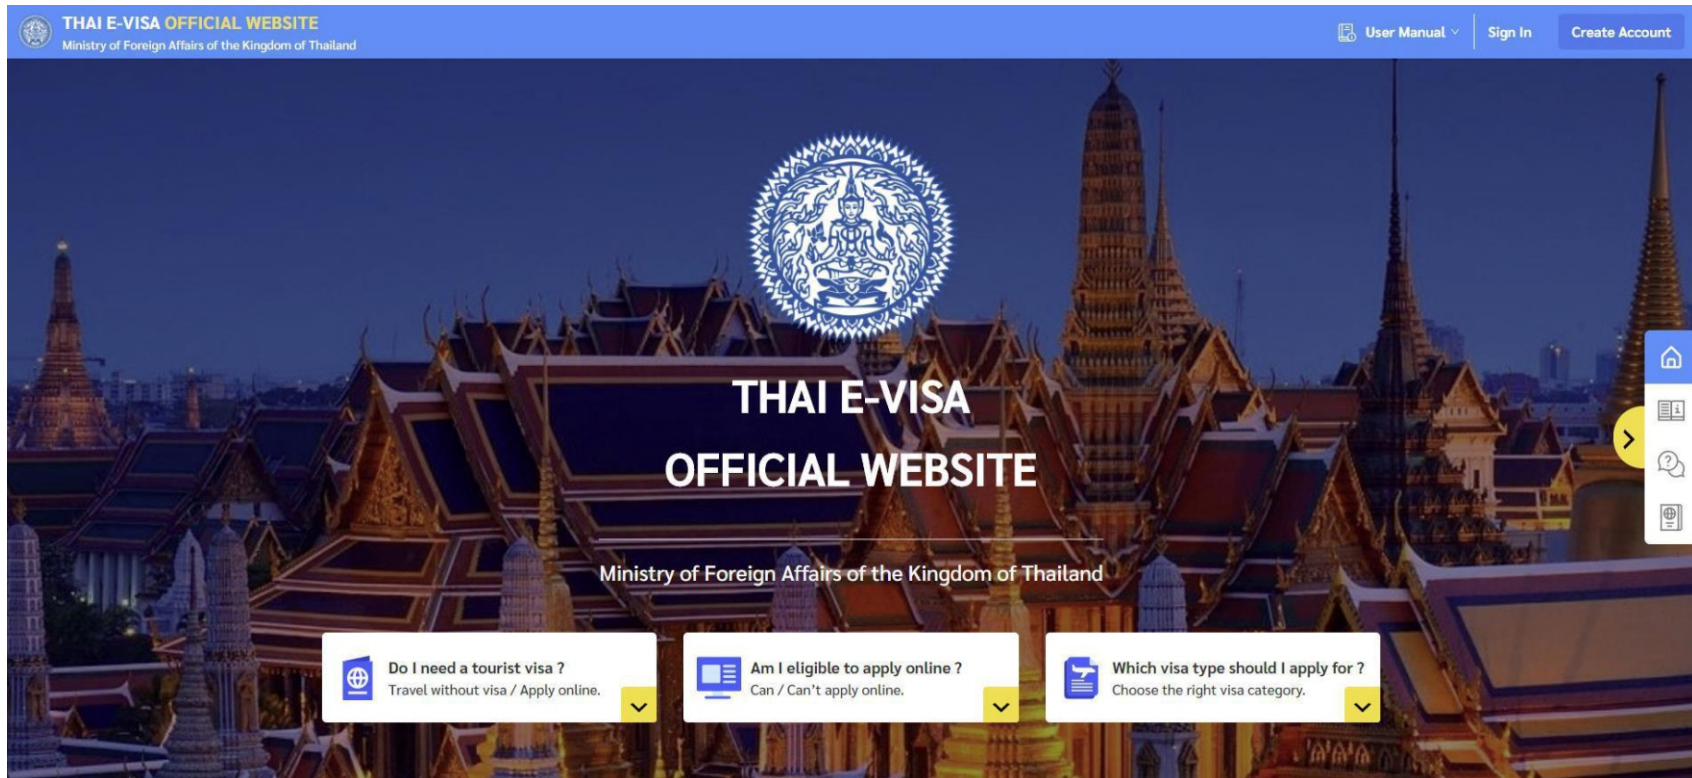 THAI E-VISA OFFICIAL WEBSITE
Ministry of Foreign Affairs of the Kingdom of Thailand
User Manual
Sign In
Create Account
THAI E-VISA
OFFICIAL WEBSITE
Ministry of Foreign Affairs of the Kingdom of Thailand
Do I need a tourist visa ?
Travel without visa / Apply online.
Am I eligible to apply online ?
Can / Can't apply online.
Which visa type should I apply for ?
Choose the right visa category.